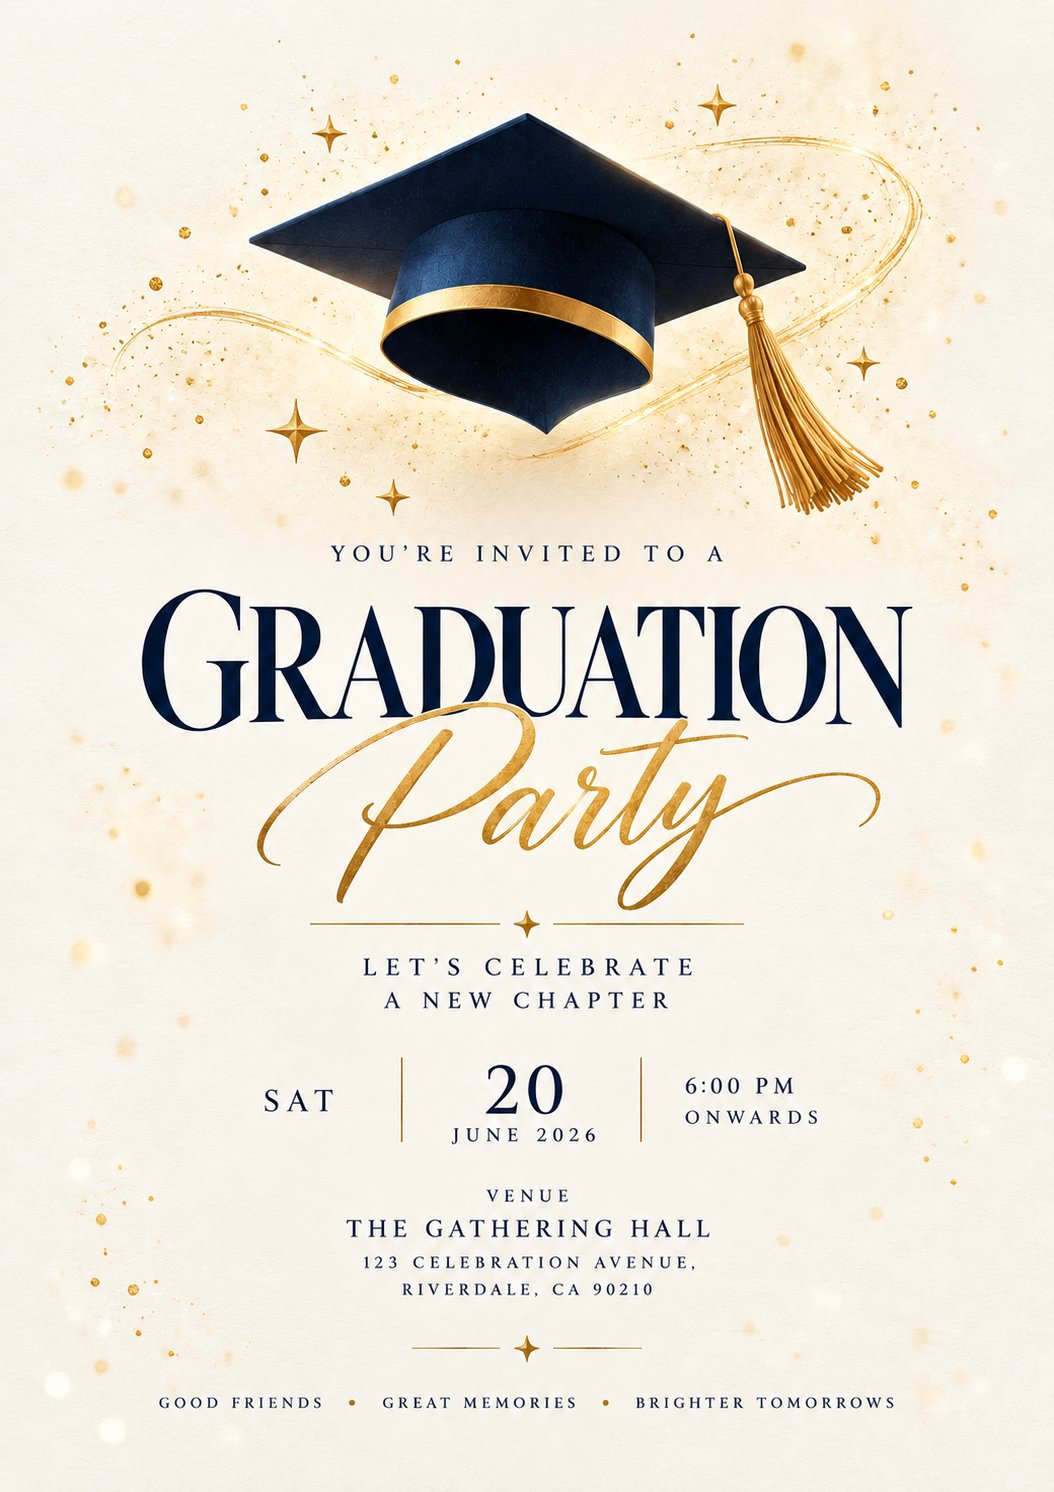 YOU'RE INVITED TO A
GRADUATION
Party
LET'S CELEBRATE
A NEW CHAPTER
SAT
20
JUNE 2026
6:00 PM
ONWARDS
VENUE
THE GATHERING HALL
123 CELEBRATION AVENUE,
RIVERDALE, CA 90210
GOOD FRIENDS • GREAT MEMORIES • BRIGHTER TOMORROWS